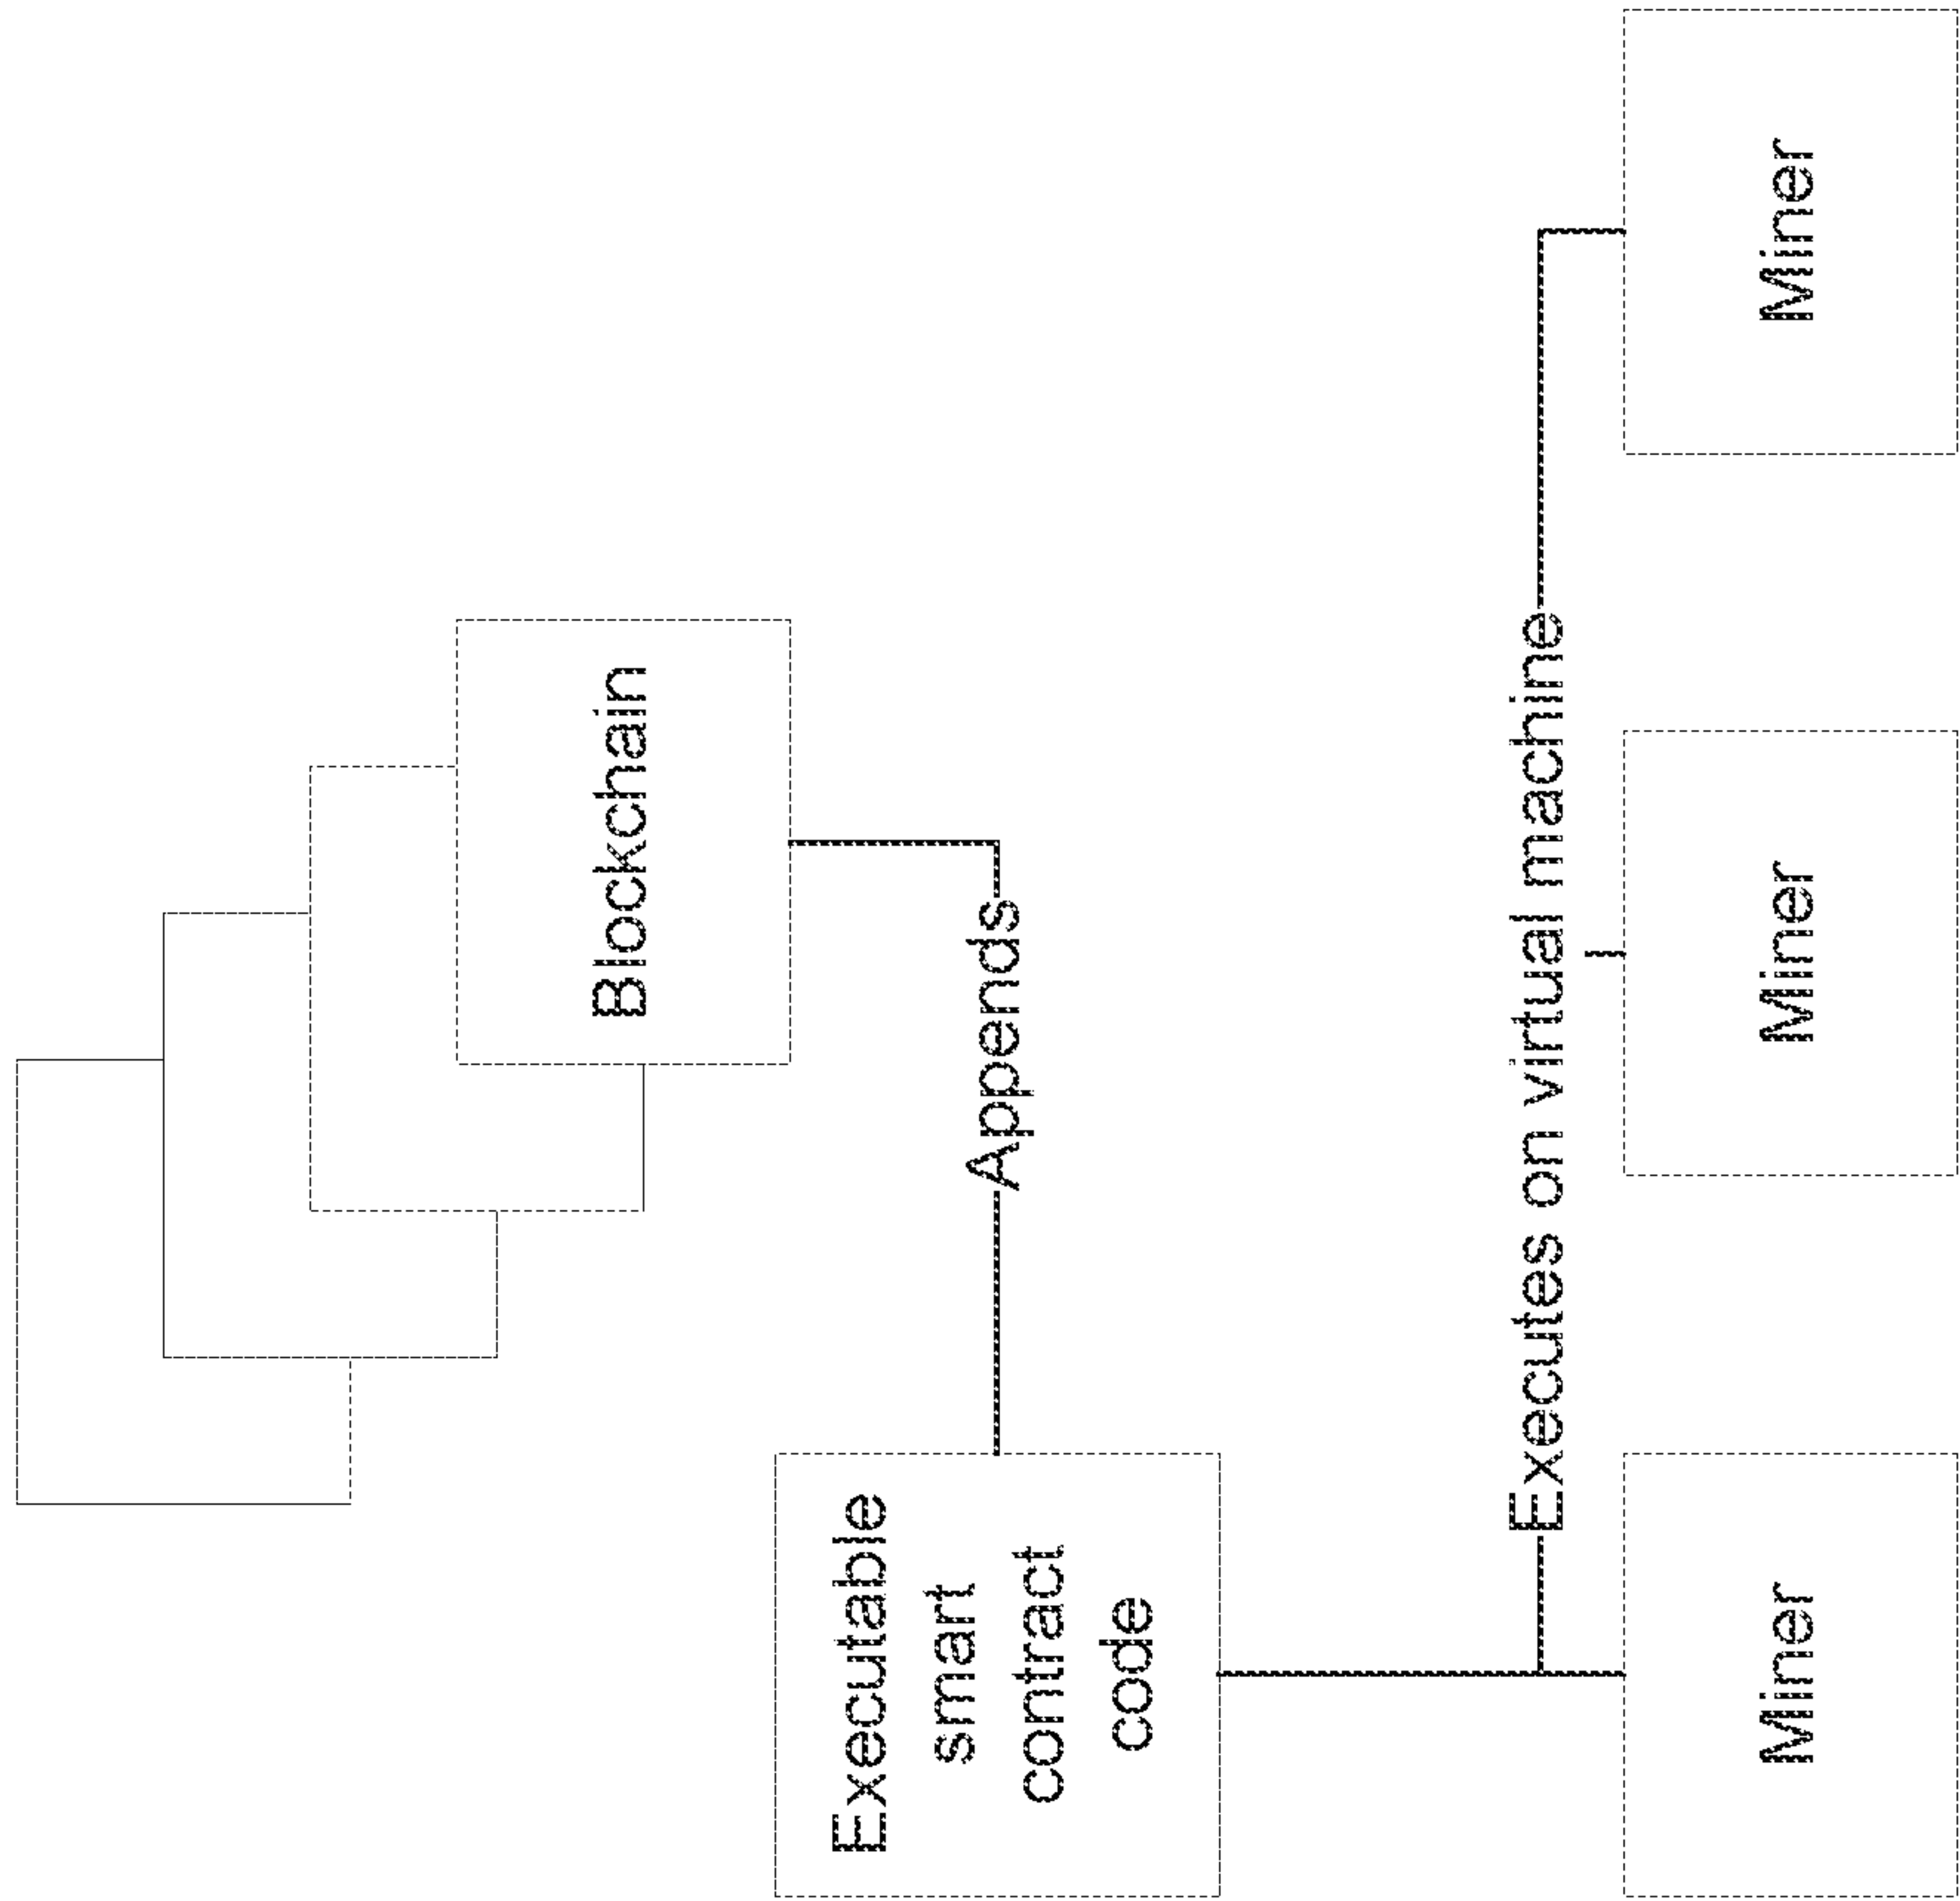 Blockchain
Appends
Executable
smart
contract
code
Executes on virtual machine
Miner
Miner
Miner